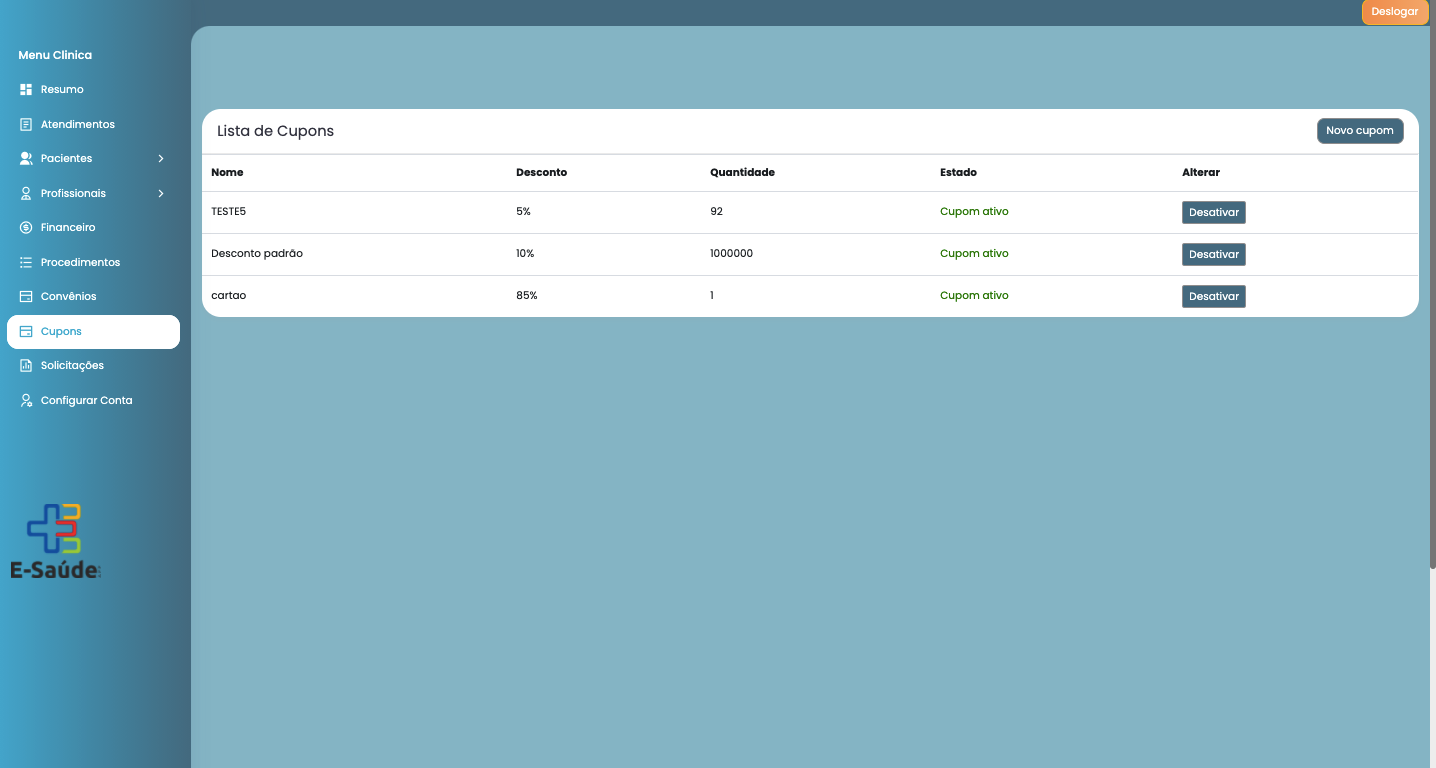 Deslogar
Menu Clinica
Resumo
Atendimentos
Pacientes
Profissionais
Financeiro
Procedimentos
Convênios
Cupons
Solicitações
Configurar Conta
E-Saúde
Lista de Cupons Novo cupom
Nome Desconto Quantidade Estado Alterar
TESTE5 5% 92 Cupom ativo Desativar
Desconto padrão 10% 1000000 Cupom ativo Desativar
cartao 85% 1 Cupom ativo Desativar